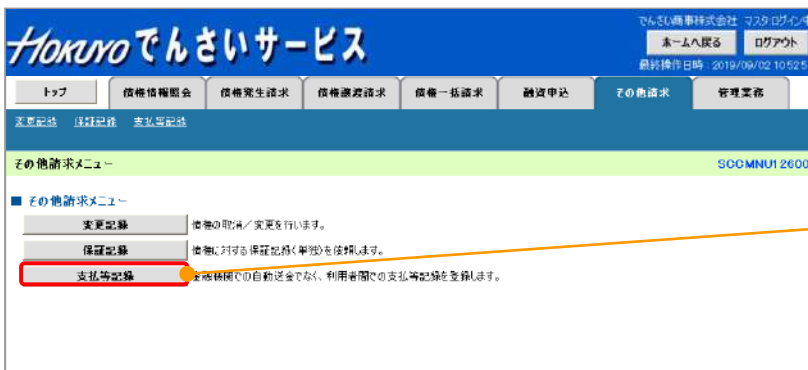 でんさい商事株式会社 マスタログイン中
Hokuyoでんさいサービス
ホームへ戻る ログアウト
最終操作日時：2019/09/02 10:52:5
トップ 債権情報照会 債権発生請求 債権譲渡請求 債権一括請求 融資申込 その他請求 管理業務
変更記録 保証記録 支払等記録
その他請求メニュー SCCMNU12600
■ その他請求メニュー
変更記録 債権の取消／変更を行います。
保証記録 債権に対する保証記録(単独)を依頼します。
支払等記録 金融機関での自動送金でなく、利用者間での支払等記録を登録します。